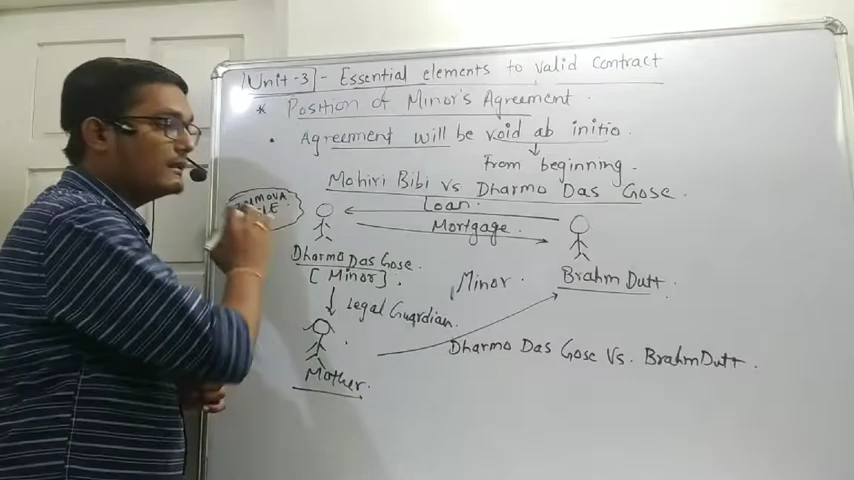 Unit-3] - Essential elements to valid Contract
* Position of Minor's Agreement.
• Agreement will be void ab initio.
From beginning -
Mohiri Bibi vs Dharmo Das Gose.
Loan.
Mortgage.
Dharmo Das Gose.
[Minor].
Brahm Dutt.
Minor.
Legal Guardian.
Dharmo Das Gose Vs. BrahmDutt.
Mother.